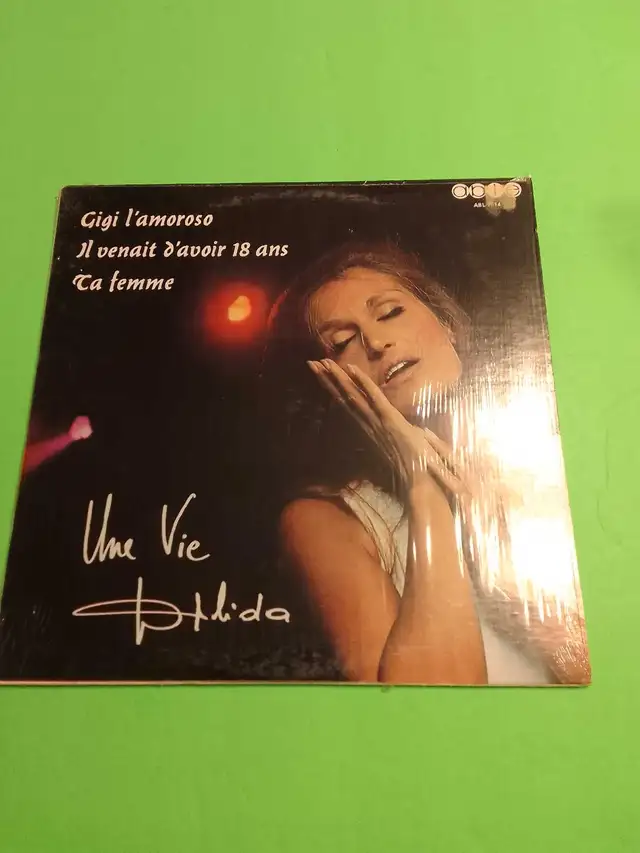 Gigi l'amoroso
Il venait d'avoir 18 ans
Ta femme
Une Vie
Dalida